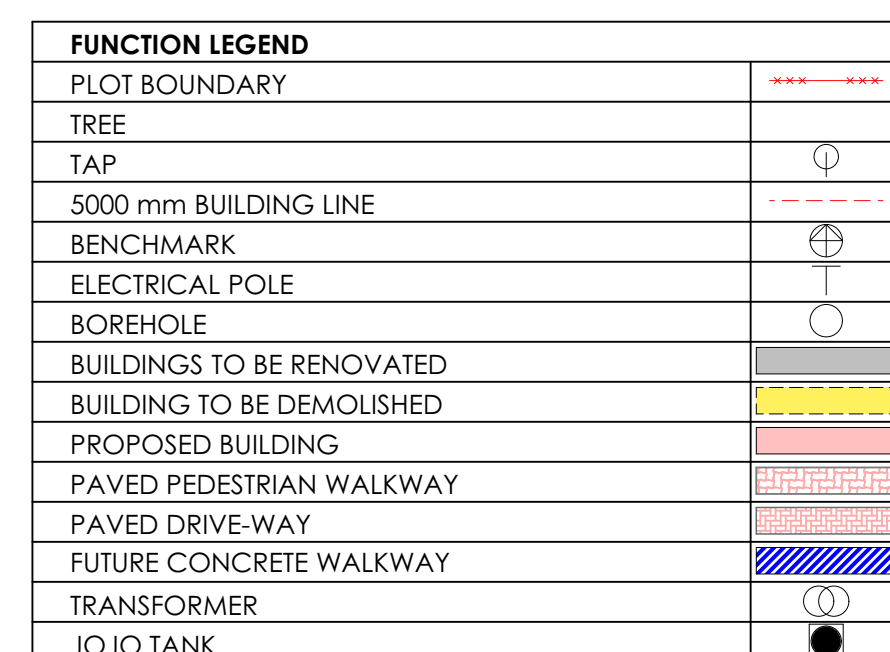 FUNCTION LEGEND
PLOT BOUNDARY
TREE
TAP
5000 mm BUILDING LINE
BENCHMARK
ELECTRICAL POLE
BOREHOLE
BUILDINGS TO BE RENOVATED
BUILDING TO BE DEMOLISHED
PROPOSED BUILDING
PAVED PEDESTRIAN WALKWAY
PAVED DRIVE-WAY
FUTURE CONCRETE WALKWAY
TRANSFORMER
JOJO TANK